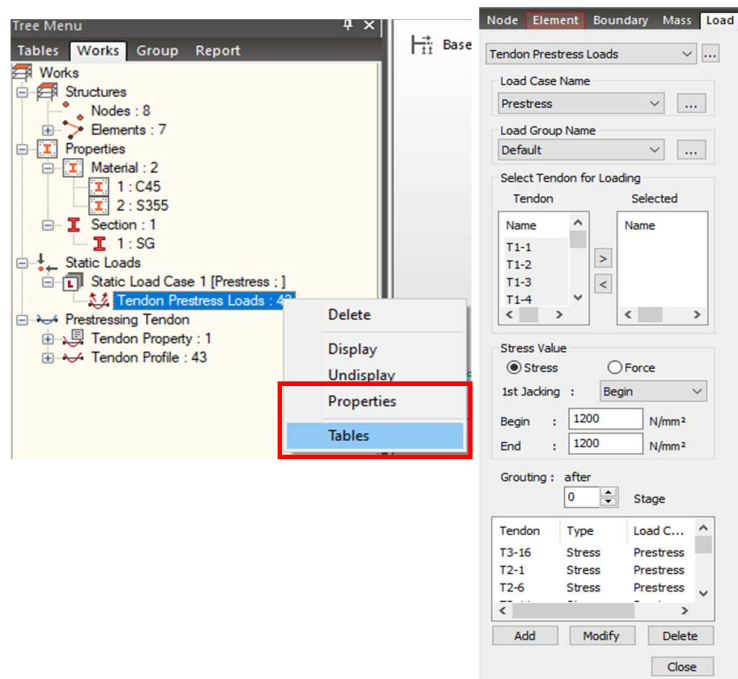 Tree Menu
Tables Works Group Report
Works
Structures
Nodes : 8
Elements : 7
Properties
Material : 2
1 : C45
2 : S355
Section : 1
1 : SG
Static Loads
Static Load Case 1 [Prestress ; ]
Tendon Prestress Loads : 43
Prestressing Tendon
Tendon Property : 1
Tendon Profile : 43
Delete
Display
Undisplay
Properties
Tables
Base
Node Element Boundary Mass Load
Tendon Prestress Loads ...
Load Case Name
Prestress ...
Load Group Name
Default ...
Select Tendon for Loading
Tendon Selected
Name Name
T1-1
T1-2
>
T1-3
<
T1-4
Stress Value
Stress Force
1st Jacking : Begin
Begin : 1200 N/mm²
End : 1200 N/mm²
Grouting : after
0 Stage
Tendon Type Load C...
T3-16 Stress Prestress
T2-1 Stress Prestress
T2-6 Stress Prestress
Add Modify Delete
Close